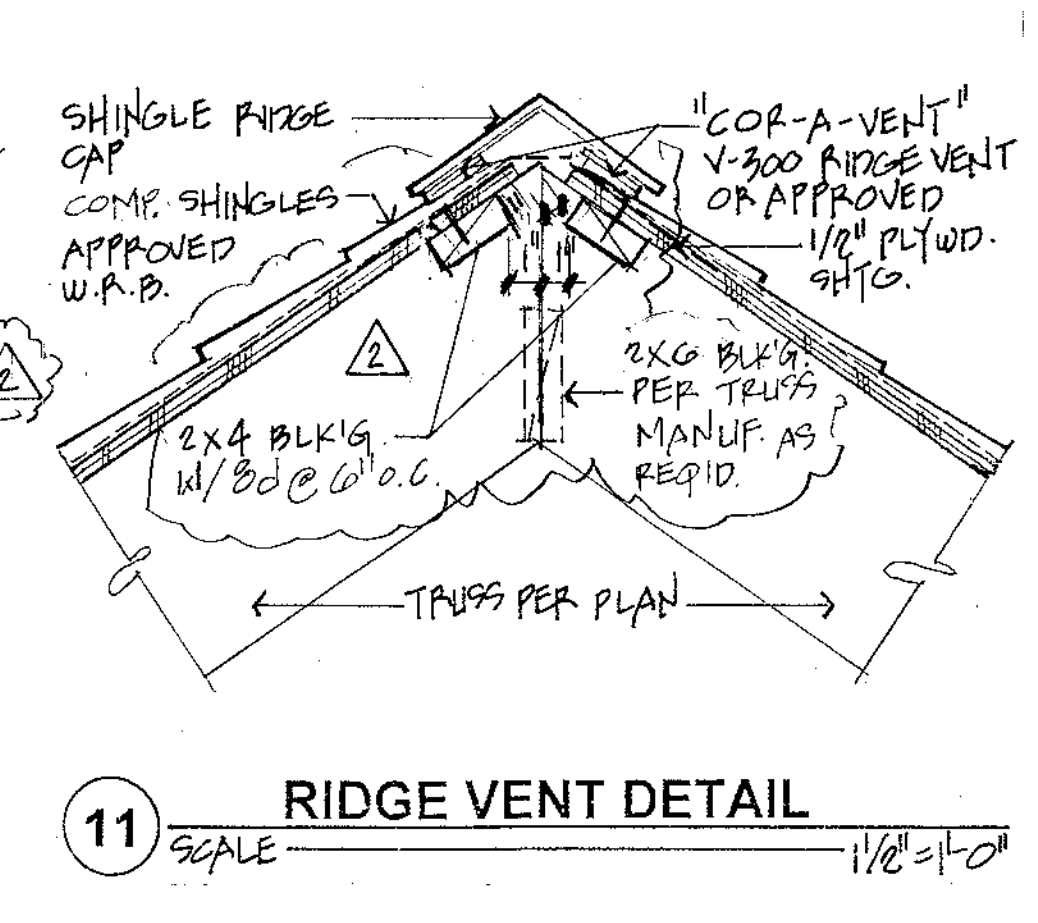 SHINGLE RIDGE
CAP
COMP. SHINGLES
APPROVED
W.R.B.
"COR-A-VENT"
V-300 RIDGE VENT
OR APPROVED
1/2" PLYWD.
SHTG.
2
2
2X4 BLK'G.
W/ 8d @ 6" O.C.
2X6 BLK'G.
PER TRUSS
MANUF. AS
REQ'D.
TRUSS PER PLAN
11
RIDGE VENT DETAIL
SCALE
1 1/2"=1'-0"